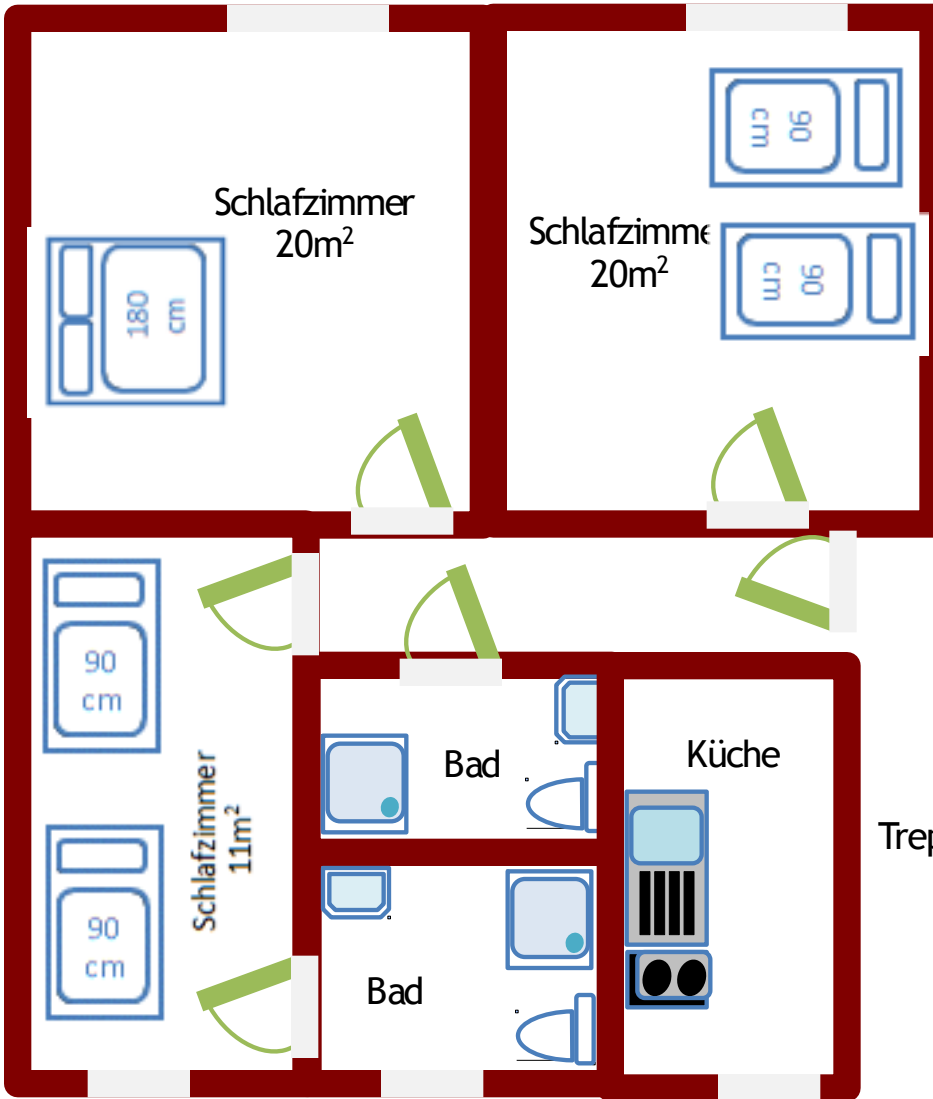 Schlafzimmer
20m²
180
cm
Schlafzimme
20m²
90
cm
90
cm
90
cm
Schlafzimmer
11m²
90
cm
Bad
Bad
Küche
Trep